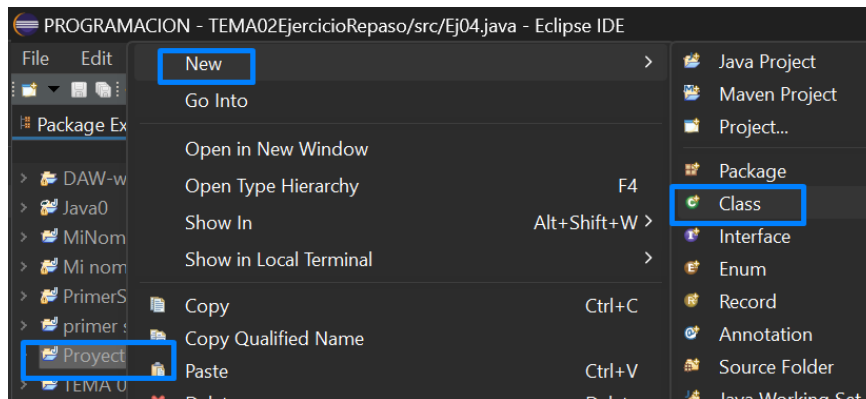 PROGRAMACION - TEMA02EjercicioRepaso/src/Ej04.java - Eclipse IDE
File Edit
Package Ex
DAW-w
Java0
MiNom
Mi nom
PrimerS
primer s
Proyect
TEMA 0
New
Go Into
Open in New Window
Open Type Hierarchy F4
Show In Alt+Shift+W
Show in Local Terminal
Copy Ctrl+C
Copy Qualified Name
Paste Ctrl+V
Java Project
Maven Project
Project...
Package
Class
Interface
Enum
Record
Annotation
Source Folder
Java Working Set